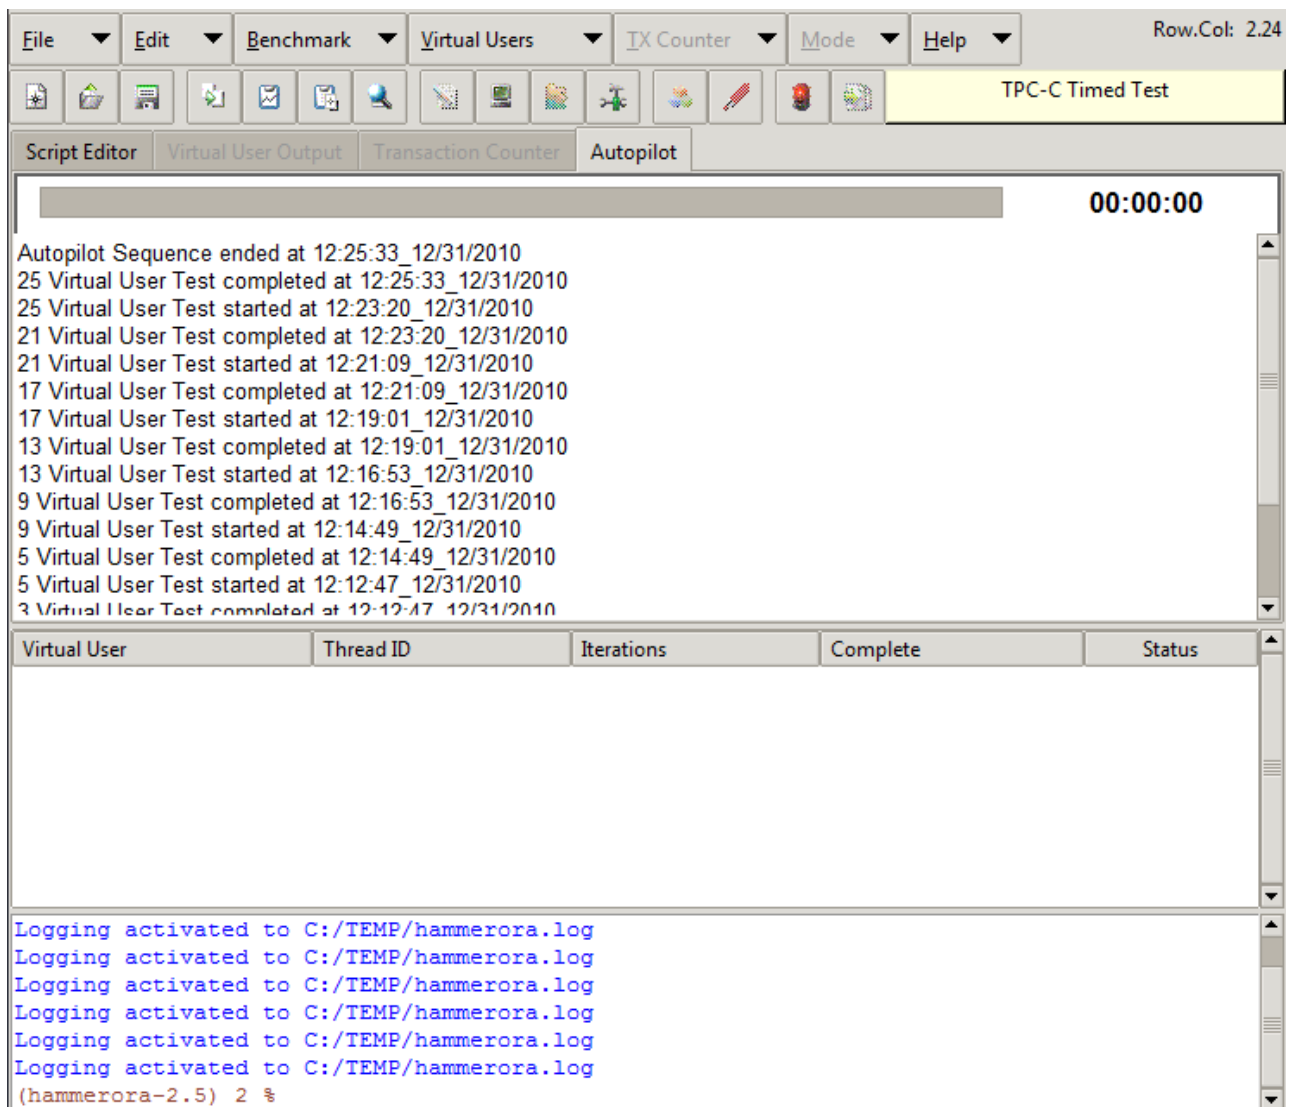 File Edit Benchmark Virtual Users TX Counter Mode Help Row.Col: 2.24
TPC-C Timed Test
Script Editor Virtual User Output Transaction Counter Autopilot
00:00:00
Autopilot Sequence ended at 12:25:33_12/31/2010
25 Virtual User Test completed at 12:25:33_12/31/2010
25 Virtual User Test started at 12:23:20_12/31/2010
21 Virtual User Test completed at 12:23:20_12/31/2010
21 Virtual User Test started at 12:21:09_12/31/2010
17 Virtual User Test completed at 12:21:09_12/31/2010
17 Virtual User Test started at 12:19:01_12/31/2010
13 Virtual User Test completed at 12:19:01_12/31/2010
13 Virtual User Test started at 12:16:53_12/31/2010
9 Virtual User Test completed at 12:16:53_12/31/2010
9 Virtual User Test started at 12:14:49_12/31/2010
5 Virtual User Test completed at 12:14:49_12/31/2010
5 Virtual User Test started at 12:12:47_12/31/2010
3 Virtual User Test completed at 12:12:47_12/31/2010
Virtual User Thread ID Iterations Complete Status
Logging activated to C:/TEMP/hammerora.log
Logging activated to C:/TEMP/hammerora.log
Logging activated to C:/TEMP/hammerora.log
Logging activated to C:/TEMP/hammerora.log
Logging activated to C:/TEMP/hammerora.log
Logging activated to C:/TEMP/hammerora.log
(hammerora-2.5) 2 %